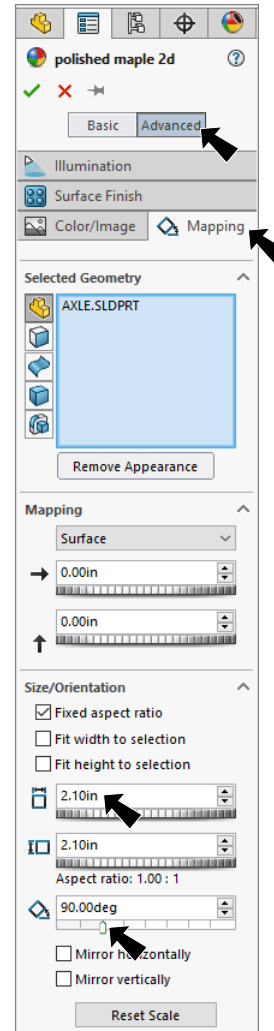 polished maple 2d
Basic Advanced
Illumination
Surface Finish
Color/Image Mapping
Selected Geometry
AXLE.SLDPRT
Remove Appearance
Mapping
Surface
0.00in
0.00in
Size/Orientation
Fixed aspect ratio
Fit width to selection
Fit height to selection
2.10in
2.10in
Aspect ratio: 1.00 : 1
90.00deg
Mirror horizontally
Mirror vertically
Reset Scale